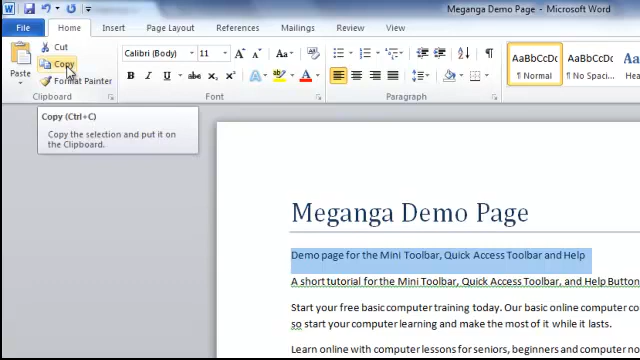 Meganga Demo Page - Microsoft Word
File Home Insert Page Layout References Mailings Review View
Paste
Cut
Copy
Format Painter
Clipboard
Calibri (Body) 11
Font
Paragraph
AaBbCcDc AaBbCcDc AaBbC
¶ Normal ¶ No Spaci... Hea
Copy (Ctrl+C)
Copy the selection and put it on
the Clipboard.
Meganga Demo Page
Demo page for the Mini Toolbar, Quick Access Toolbar and Help
A short tutorial for the Mini Toolbar, Quick Access Toolbar, and Help Button
Start your free basic computer training today. Our basic online computer co
so start your computer learning and make the most of it while it lasts.
Learn online with computer lessons for seniors, beginners and computer no